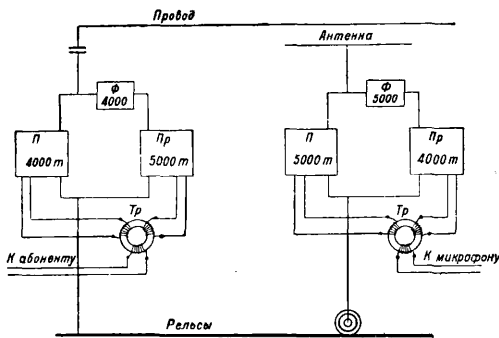 Провод
Антенна
Ф
4000
Ф
5000
П
4000 m
Пр
5000 m
П
5000 m
Пр
4000 m
Тр
Тр
К абоненту
К микрофону
Рельсы